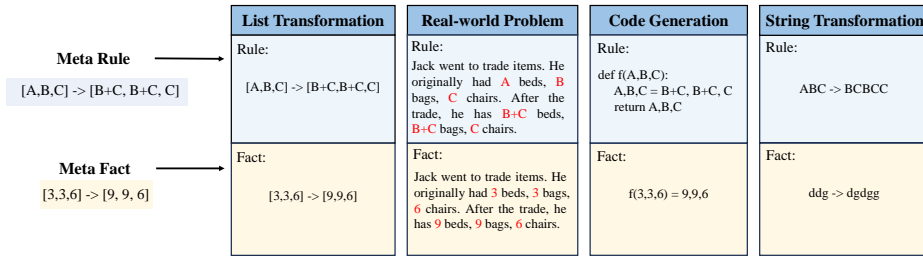 List Transformation
Real-world Problem
Code Generation
String Transformation
Meta Rule
[A,B,C] -> [B+C, B+C, C]
Rule:
[A,B,C] -> [B+C,B+C,C]
Rule:
Jack went to trade items. He
originally had A beds, B
bags, C chairs. After the
trade, he has B+C beds,
B+C bags, C chairs.
Rule:
def f(A,B,C):
A,B,C = B+C, B+C, C
return A,B,C
Rule:
ABC -> BCBCC
Meta Fact
[3,3,6] -> [9, 9, 6]
Fact:
[3,3,6] -> [9,9,6]
Fact:
Jack went to trade items. He
originally had 3 beds, 3 bags,
6 chairs. After the trade, he
has 9 beds, 9 bags, 6 chairs.
Fact:
f(3,3,6) = 9,9,6
Fact:
ddg -> dgdgg